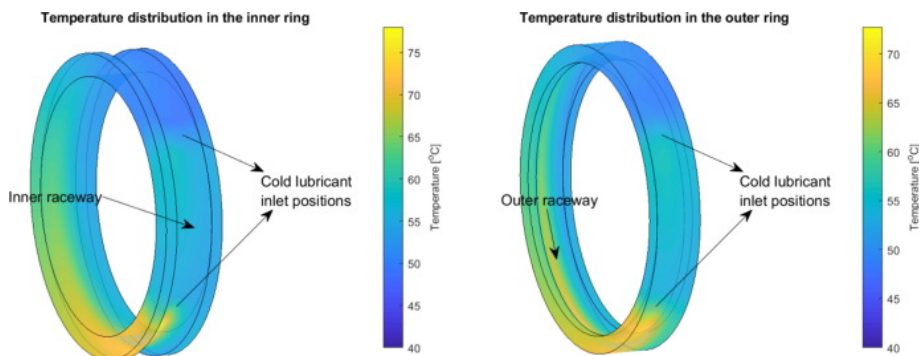 Temperature distribution in the inner ring
75
70
65
60
55
50
45
40
Temperature [°C]
Inner raceway
Cold lubricant
inlet positions
Temperature distribution in the outer ring
70
65
60
55
50
45
40
Temperature [°C]
Outer raceway
Cold lubricant
inlet positions